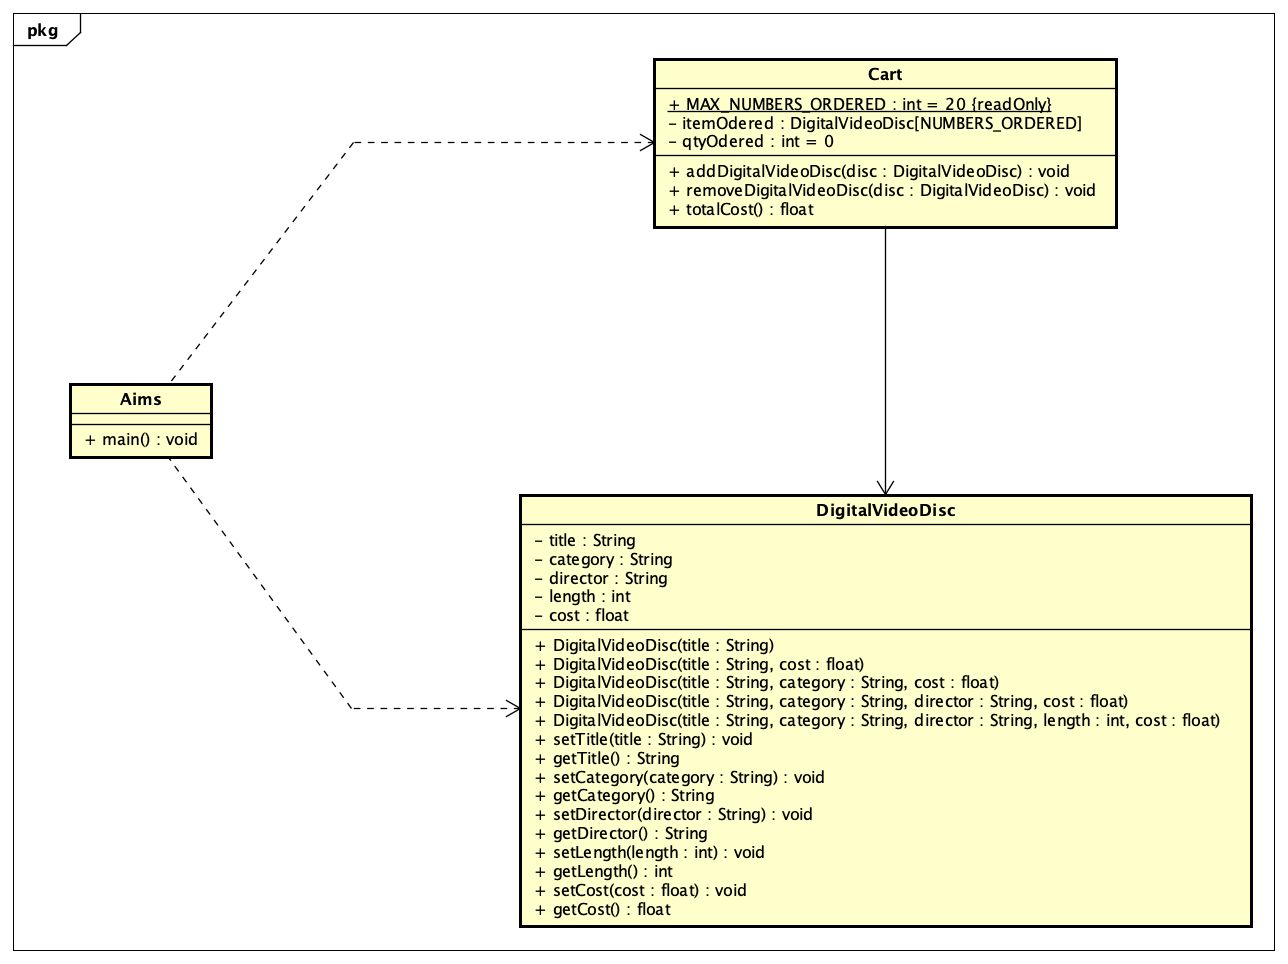 pkg
Cart
+ MAX_NUMBERS_ORDERED : int = 20 {readOnly}
- itemOdered : DigitalVideoDisc[NUMBERS_ORDERED]
- qtyOdered : int = 0
+ addDigitalVideoDisc(disc : DigitalVideoDisc) : void
+ removeDigitalVideoDisc(disc : DigitalVideoDisc) : void
+ totalCost() : float
Aims
+ main() : void
DigitalVideoDisc
- title : String
- category : String
- director : String
- length : int
- cost : float
+ DigitalVideoDisc(title : String)
+ DigitalVideoDisc(title : String, cost : float)
+ DigitalVideoDisc(title : String, category : String, cost : float)
+ DigitalVideoDisc(title : String, category : String, director : String, cost : float)
+ DigitalVideoDisc(title : String, category : String, director : String, length : int, cost : float)
+ setTitle(title : String) : void
+ getTitle() : String
+ setCategory(category : String) : void
+ getCategory() : String
+ setDirector(director : String) : void
+ getDirector() : String
+ setLength(length : int) : void
+ getLength() : int
+ setCost(cost : float) : void
+ getCost() : float